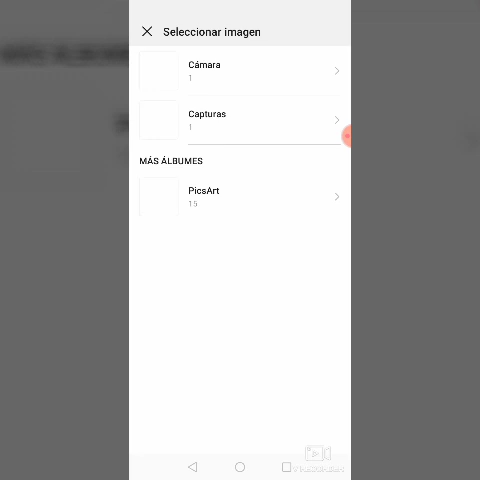 Seleccionar imagen
Cámara
1
Capturas
1
MÁS ÁLBUMES
PicsArt
15